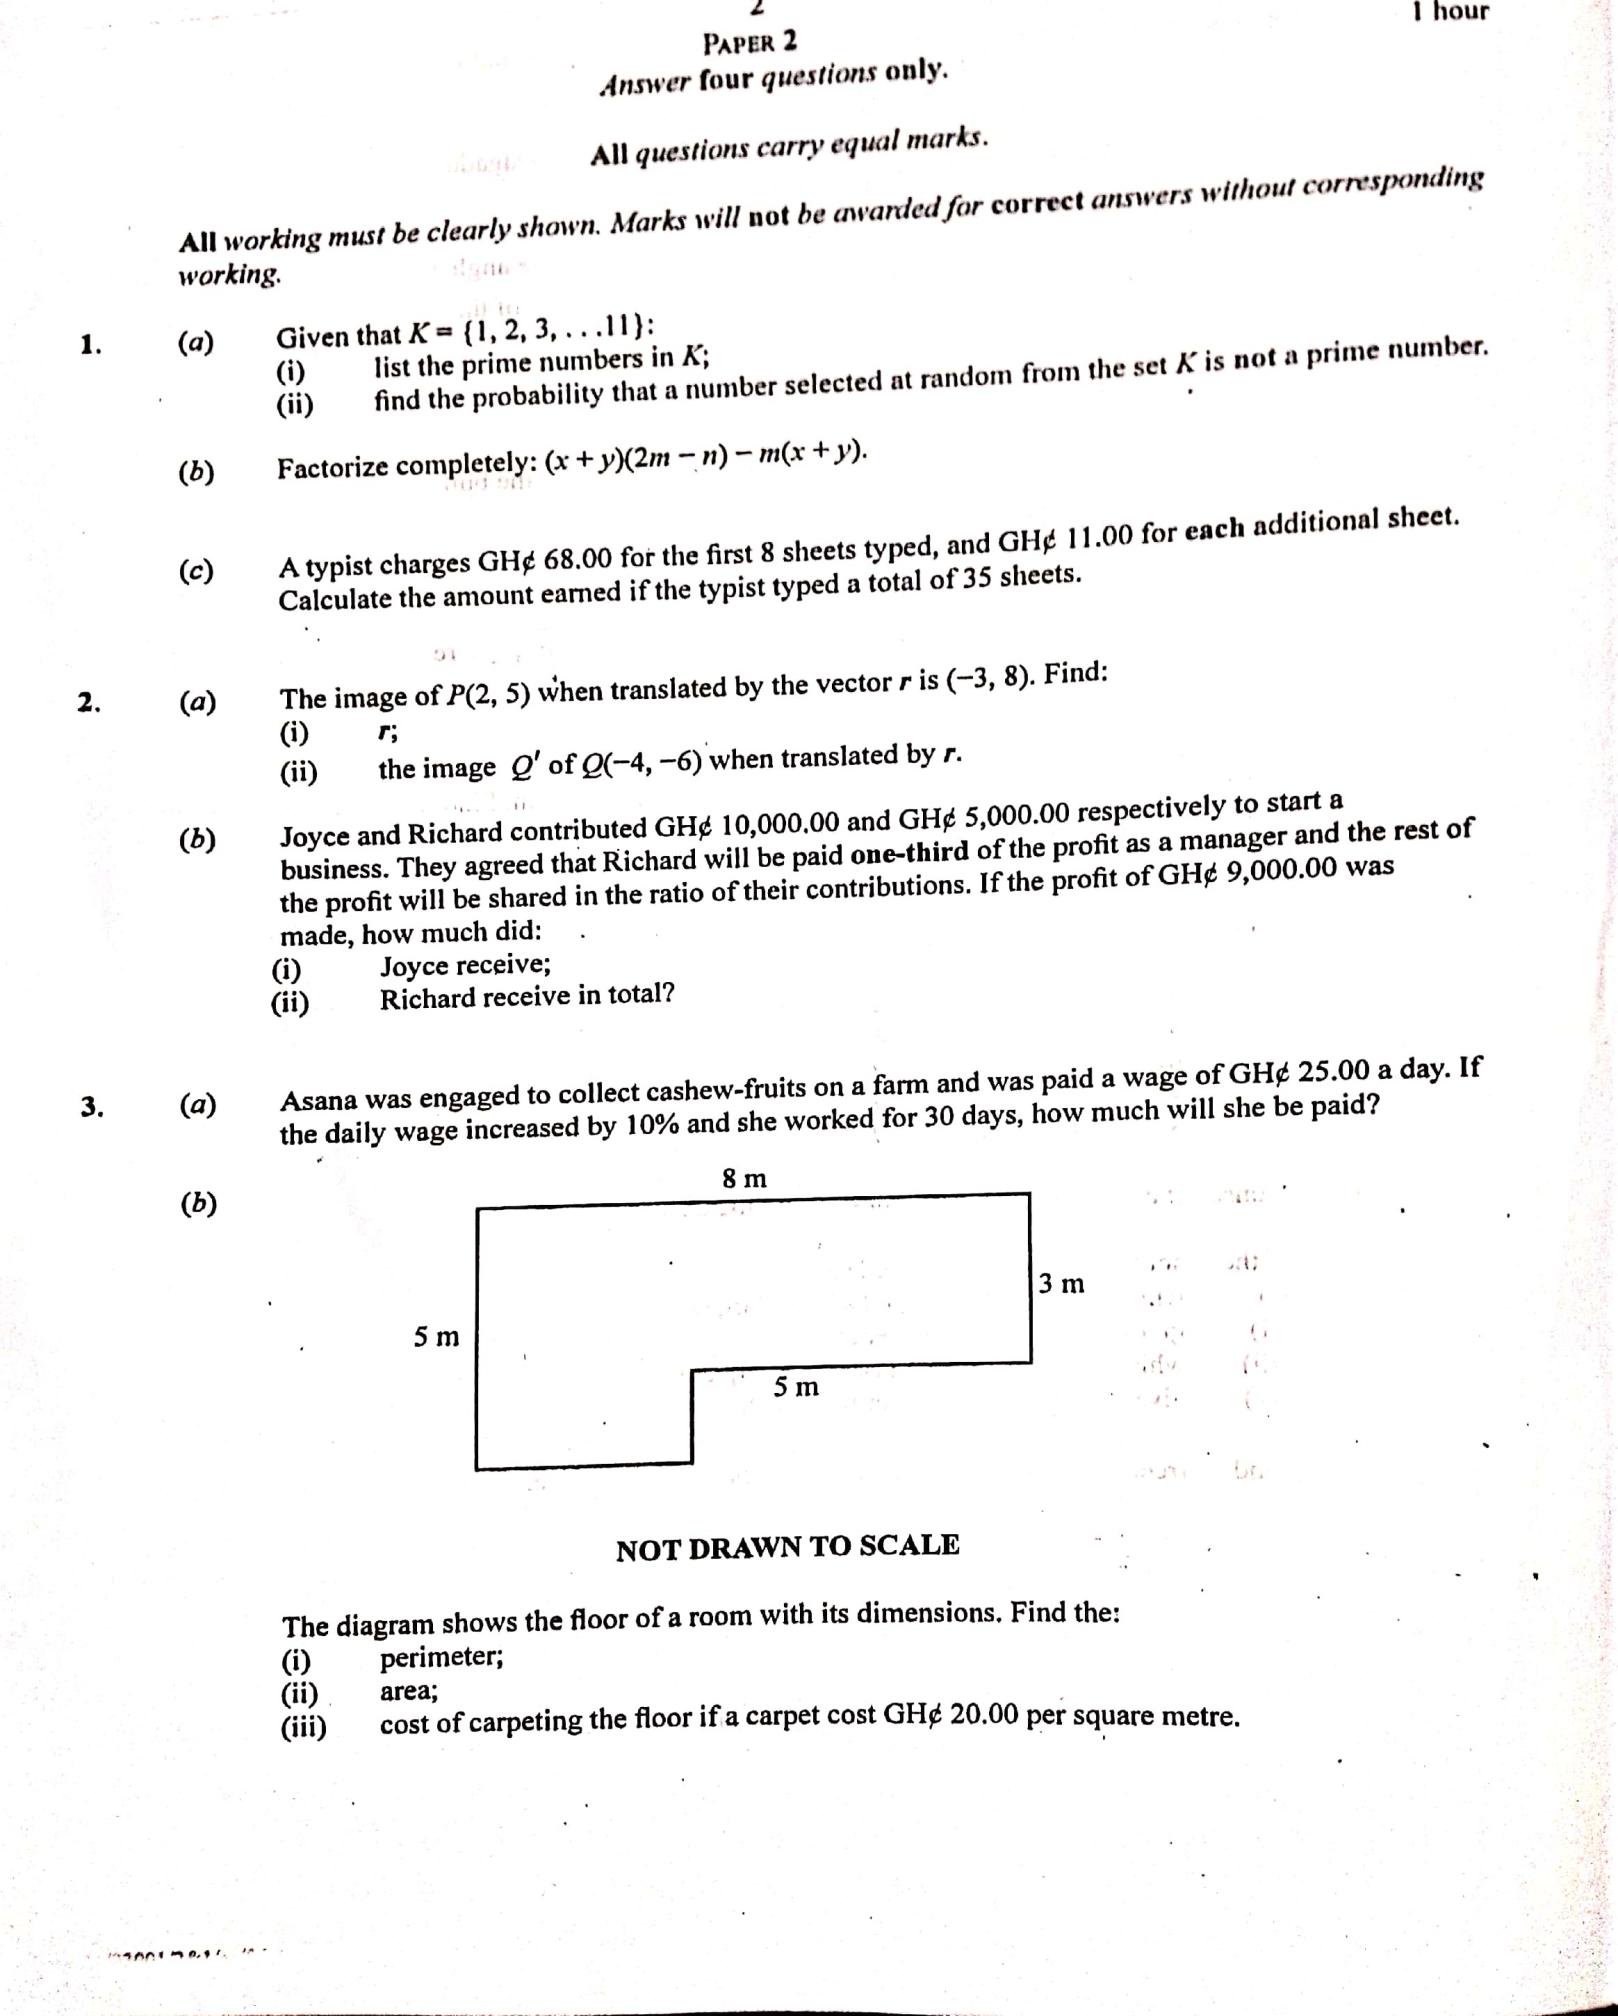 2
1 hour
PAPER 2
Answer four questions only.
All questions carry equal marks.
All working must be clearly shown. Marks will not be awarded for correct answers without corresponding
working.
1. (a) Given that K = {1, 2, 3, . . .11}:
(i) list the prime numbers in K;
(ii) find the probability that a number selected at random from the set K is not a prime number.
(b) Factorize completely: (x + y)(2m − n) − m(x + y).
(c) A typist charges GH₵ 68.00 for the first 8 sheets typed, and GH₵ 11.00 for each additional sheet.
Calculate the amount earned if the typist typed a total of 35 sheets.
2. (a) The image of P(2, 5) when translated by the vector r is (−3, 8). Find:
(i) r;
(ii) the image Q′ of Q(−4, −6) when translated by r.
(b) Joyce and Richard contributed GH₵ 10,000.00 and GH₵ 5,000.00 respectively to start a
business. They agreed that Richard will be paid one-third of the profit as a manager and the rest of
the profit will be shared in the ratio of their contributions. If the profit of GH₵ 9,000.00 was
made, how much did:
(i) Joyce receive;
(ii) Richard receive in total?
3. (a) Asana was engaged to collect cashew-fruits on a farm and was paid a wage of GH₵ 25.00 a day. If
the daily wage increased by 10% and she worked for 30 days, how much will she be paid?
(b)
8 m
3 m
5 m
5 m
NOT DRAWN TO SCALE
The diagram shows the floor of a room with its dimensions. Find the:
(i) perimeter;
(ii) area;
(iii) cost of carpeting the floor if a carpet cost GH₵ 20.00 per square metre.